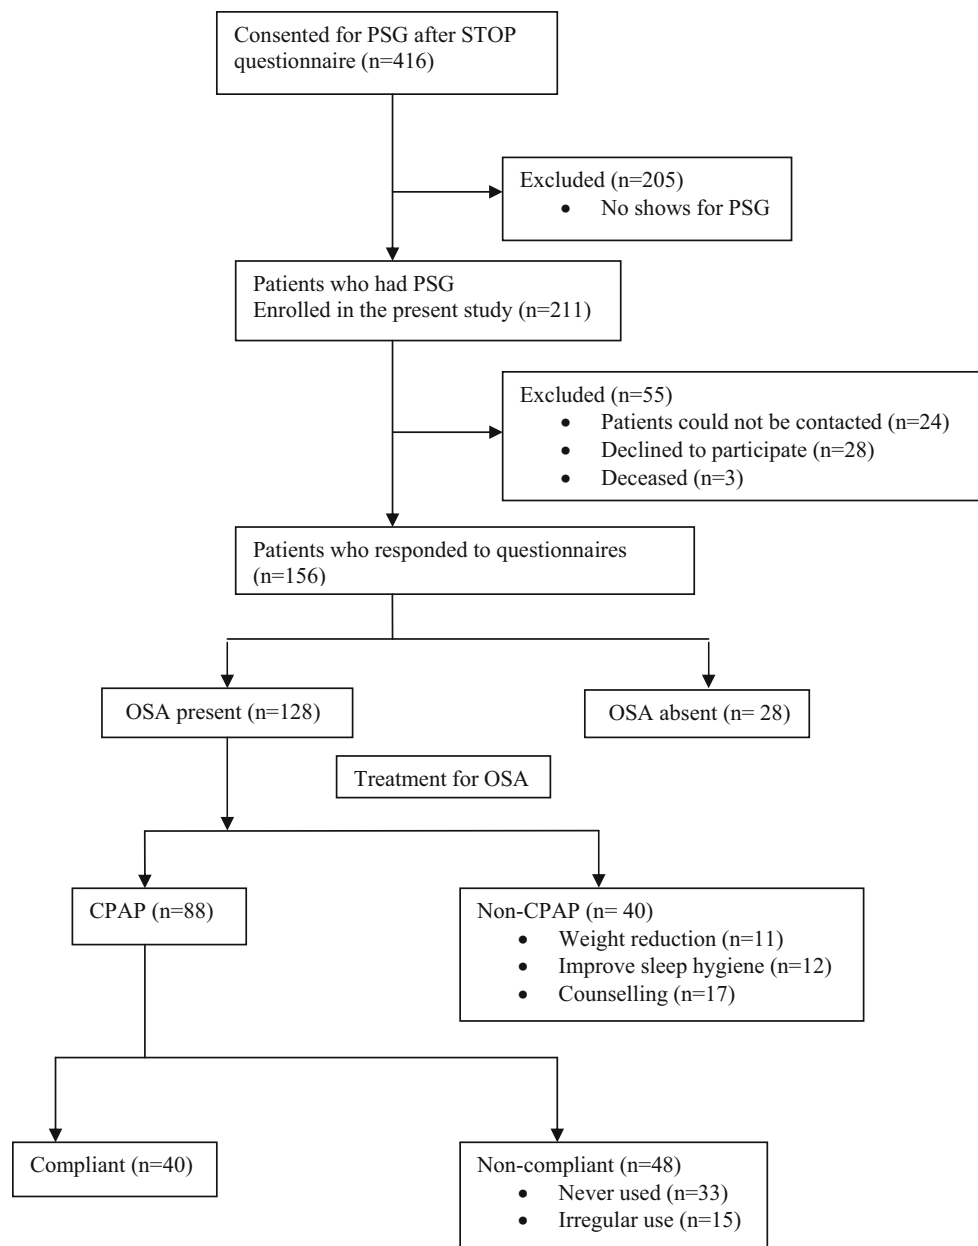 Consented for PSG after STOP
questionnaire (n=416)
Excluded (n=205)
• No shows for PSG
Patients who had PSG
Enrolled in the present study (n=211)
Excluded (n=55)
• Patients could not be contacted (n=24)
• Declined to participate (n=28)
• Deceased (n=3)
Patients who responded to questionnaires
(n=156)
OSA present (n=128)
OSA absent (n= 28)
Treatment for OSA
CPAP (n=88)
Non-CPAP (n= 40)
• Weight reduction (n=11)
• Improve sleep hygiene (n=12)
• Counselling (n=17)
Compliant (n=40)
Non-compliant (n=48)
• Never used (n=33)
• Irregular use (n=15)